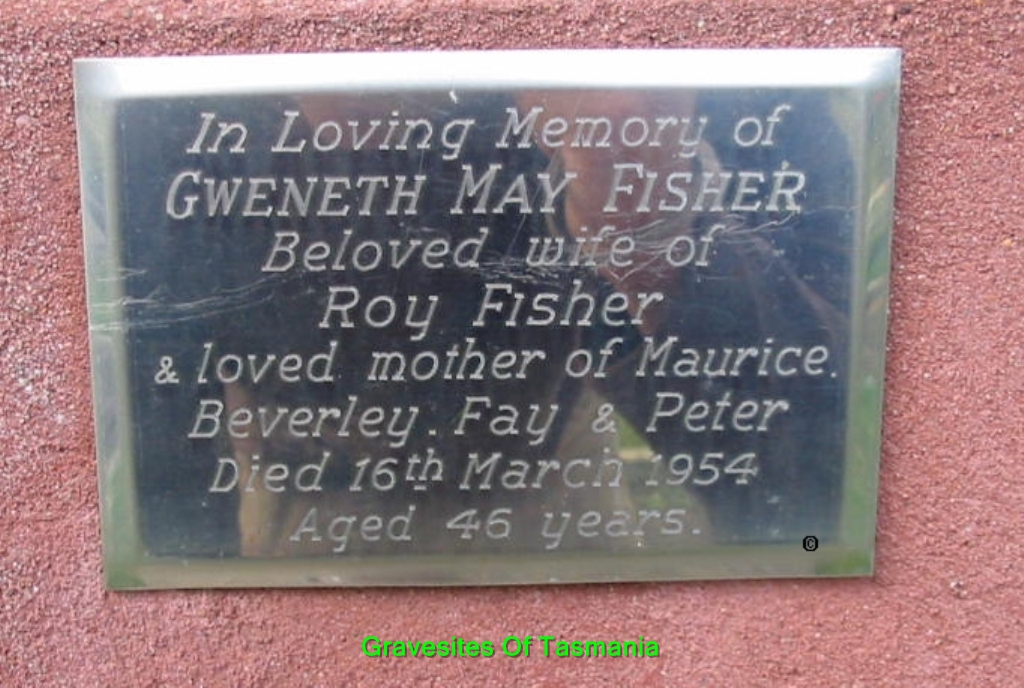 In Loving Memory of
GWENETH MAY FISHER
Beloved wife of
Roy Fisher
& loved mother of Maurice.
Beverley. Fay & Peter
Died 16th March 1954
Aged 46 years.
©
Gravesites Of Tasmania